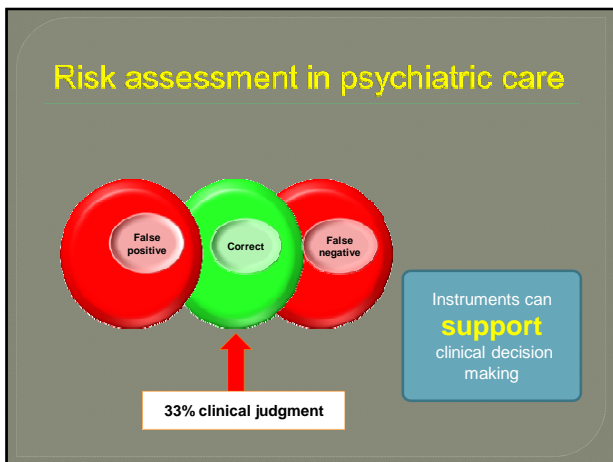 Risk assessment in psychiatric care
False
positive
Correct
False
negative
Instruments can
support
clinical decision
making
33% clinical judgment